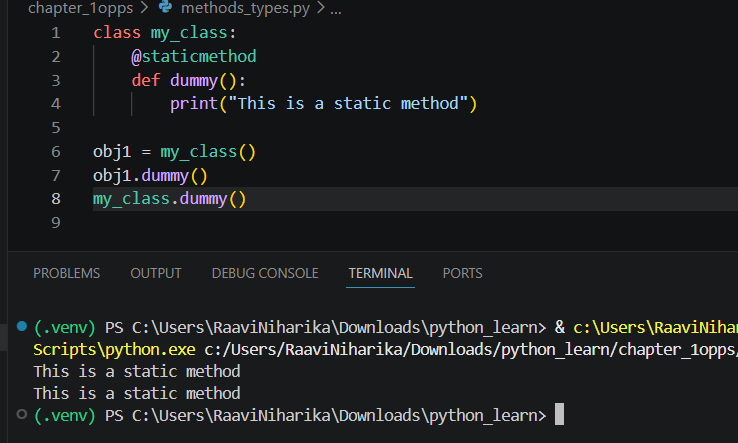 chapter_1opps > methods_types.py > ...
1 class my_class:
2     @staticmethod
3     def dummy():
4         print("This is a static method")
5
6 obj1 = my_class()
7 obj1.dummy()
8 my_class.dummy()
9
PROBLEMS OUTPUT DEBUG CONSOLE TERMINAL PORTS
(.venv) PS C:\Users\RaaviNiharika\Downloads\python_learn> & c:\Users\RaaviNihar
Scripts\python.exe c:/Users/RaaviNiharika/Downloads/python_learn/chapter_1opps/
This is a static method
This is a static method
(.venv) PS C:\Users\RaaviNiharika\Downloads\python_learn>